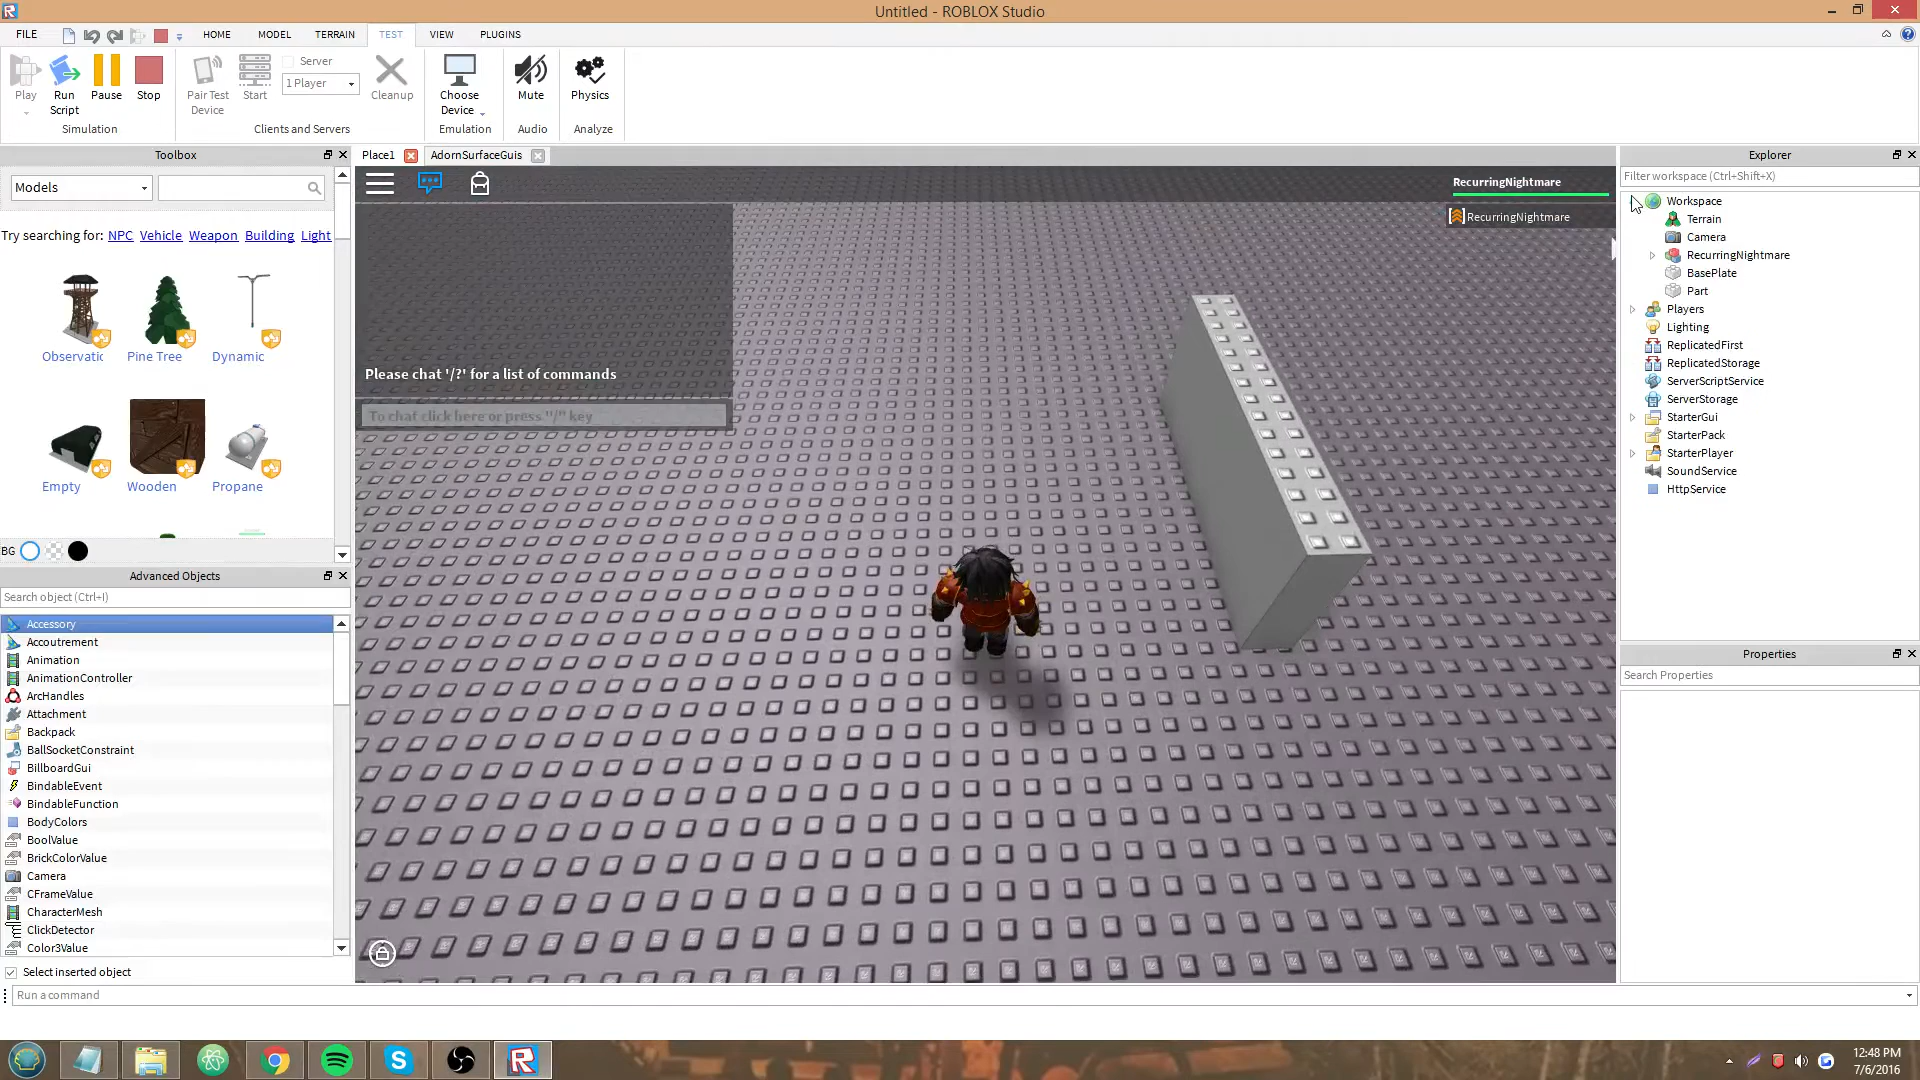 Untitled - ROBLOX Studio
FILE
HOME
MODEL
TERRAIN
TEST
VIEW
PLUGINS
Play
Run
Script
Pause
Stop
Simulation
Pair Test
Device
Start
Server
1 Player
Cleanup
Clients and Servers
Choose
Device
Emulation
Mute
Audio
Physics
Analyze
Toolbox
Models
Try searching for: NPC Vehicle Weapon Building Light
Observatic
Pine Tree
Dynamic
Empty
Wooden
Propane
BG
Advanced Objects
Search object (Ctrl+I)
Accessory
Accoutrement
Animation
AnimationController
ArcHandles
Attachment
Backpack
BallSocketConstraint
BillboardGui
BindableEvent
BindableFunction
BodyColors
BoolValue
BrickColorValue
Camera
CFrameValue
CharacterMesh
ClickDetector
Color3Value
Select inserted object
Run a command
Place1
AdornSurfaceGuis
Please chat '/?' for a list of commands
To chat click here or press "/" key
RecurringNightmare
RecurringNightmare
Explorer
Filter workspace (Ctrl+Shift+X)
Workspace
Terrain
Camera
RecurringNightmare
BasePlate
Part
Players
Lighting
ReplicatedFirst
ReplicatedStorage
ServerScriptService
ServerStorage
StarterGui
StarterPack
StarterPlayer
SoundService
HttpService
Properties
Search Properties
12:48 PM
7/6/2016